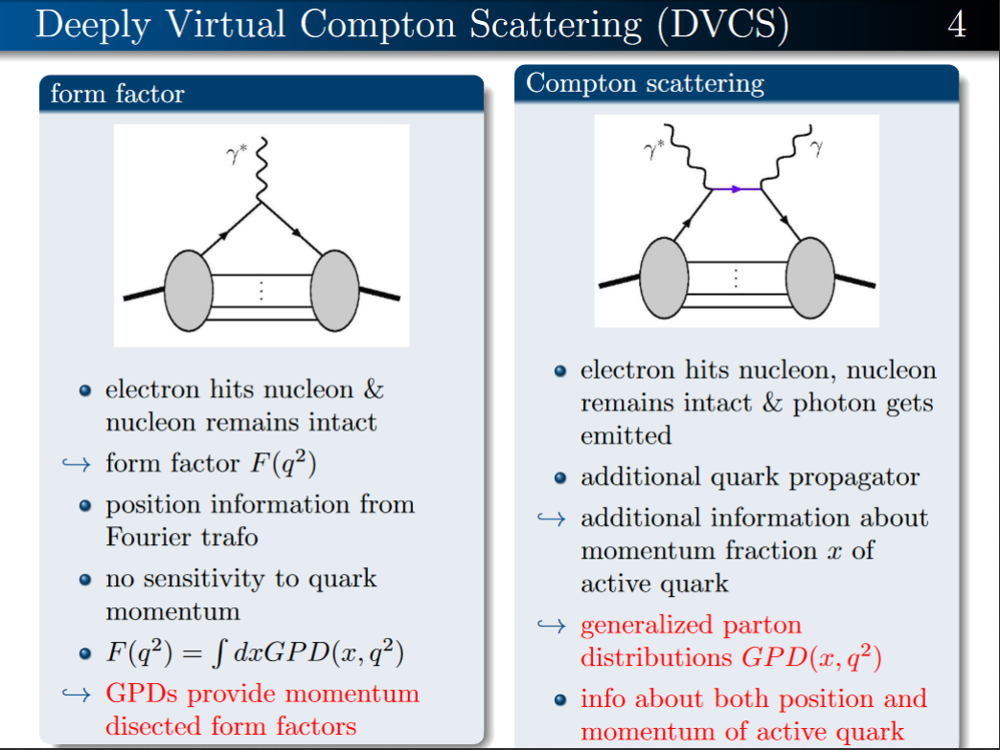 Deeply Virtual Compton Scattering (DVCS) 4
form factor
γ*
• electron hits nucleon &
nucleon remains intact
↪ form factor F(q²)
• position information from
Fourier trafo
• no sensitivity to quark
momentum
• F(q²) = ∫ dxGPD(x, q²)
↪ GPDs provide momentum
disected form factors
Compton scattering
γ* γ
• electron hits nucleon, nucleon
remains intact & photon gets
emitted
• additional quark propagator
↪ additional information about
momentum fraction x of
active quark
↪ generalized parton
distributions GPD(x, q²)
• info about both position and
momentum of active quark